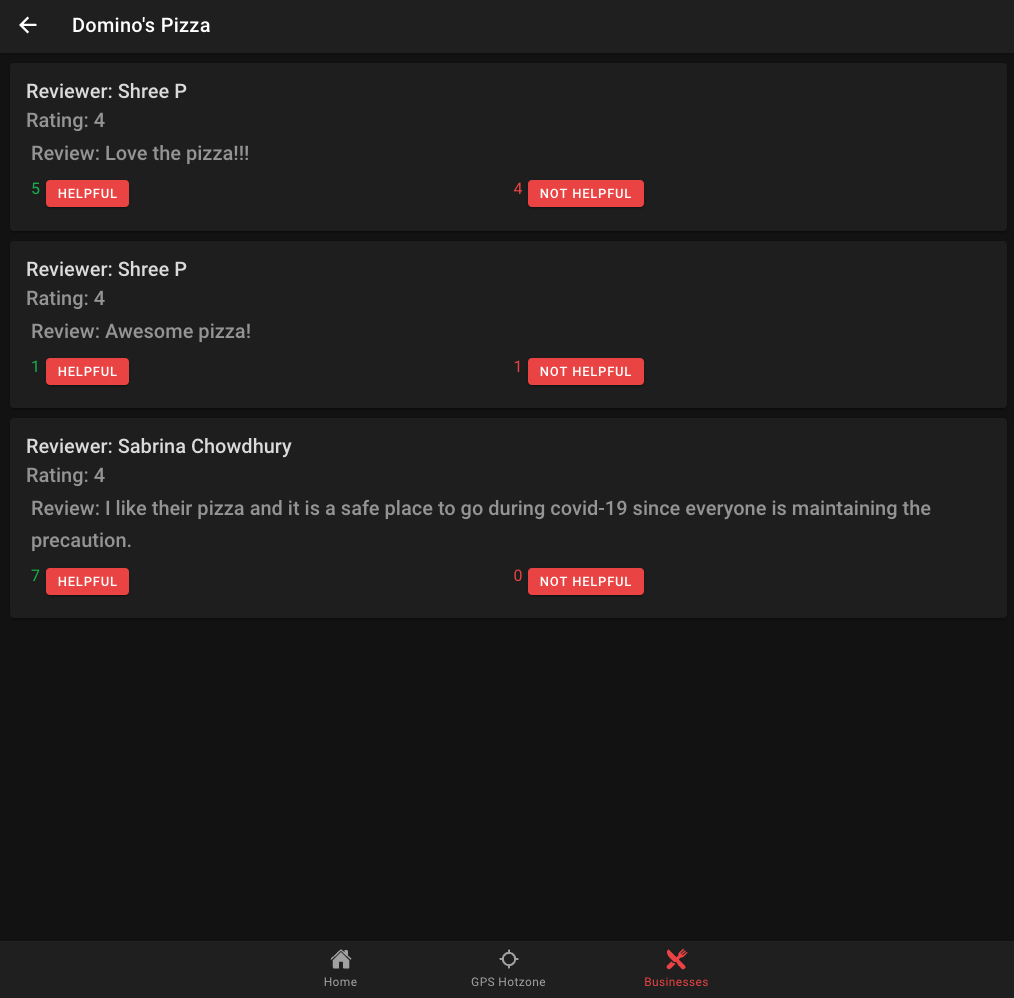 Domino's Pizza
Reviewer: Shree P
Rating: 4
Review: Love the pizza!!!
5 HELPFUL 4 NOT HELPFUL
Reviewer: Shree P
Rating: 4
Review: Awesome pizza!
1 HELPFUL 1 NOT HELPFUL
Reviewer: Sabrina Chowdhury
Rating: 4
Review: I like their pizza and it is a safe place to go during covid-19 since everyone is maintaining the
precaution.
7 HELPFUL 0 NOT HELPFUL
Home GPS Hotzone Businesses